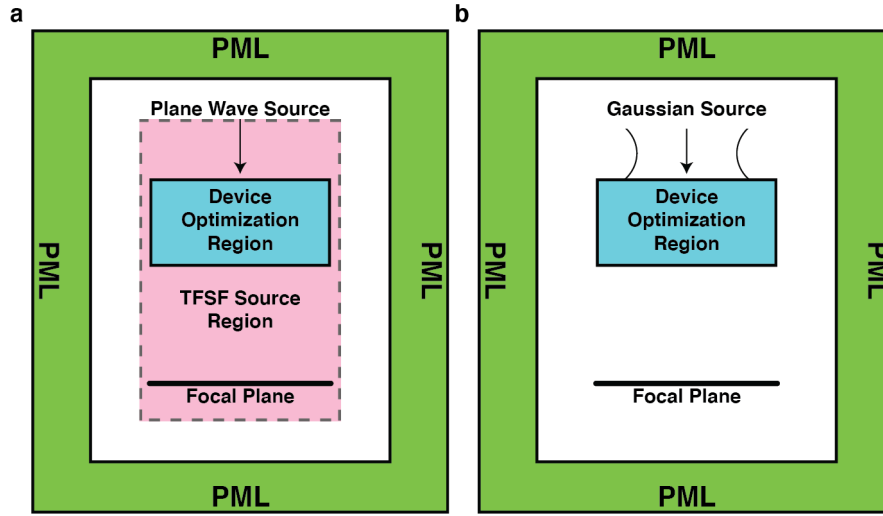 a
PML
Plane Wave Source
Device
Optimization
Region
PML
PML
TFSF Source
Region
Focal Plane
PML
b
PML
Gaussian Source
Device
Optimization
Region
PML
PML
Focal Plane
PML